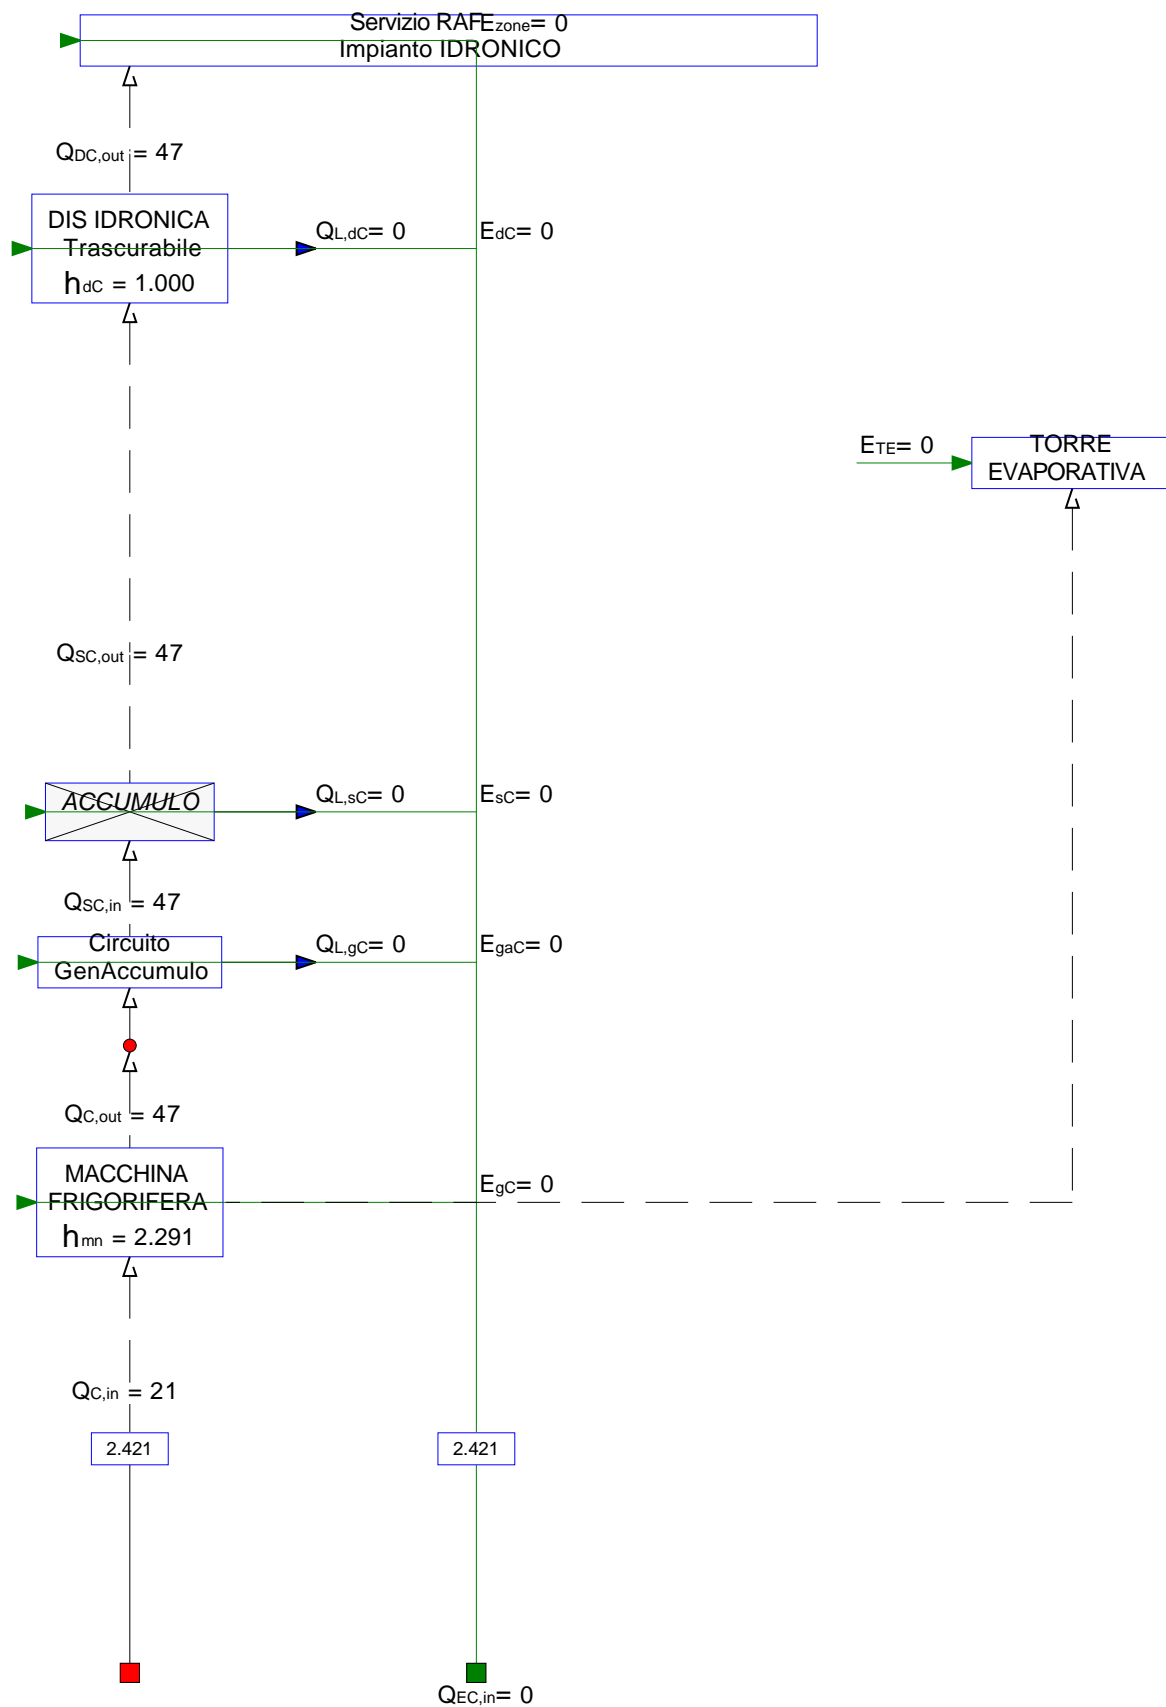 Servizio RAF
Ezone= 0
Impianto IDRONICO
QDC,out = 47
DIS IDRONICA
Trascurabile
hdC = 1.000
QL,dC= 0
EdC= 0
ETE= 0
TORRE
EVAPORATIVA
QSC,out = 47
ACCUMULO
QL,sC= 0
EsC= 0
QSC,in = 47
Circuito
GenAccumulo
QL,gC= 0
EgaC= 0
QC,out = 47
MACCHINA
FRIGORIFERA
hmn = 2.291
EgC= 0
QC,in = 21
2.421
2.421
QEC,in= 0